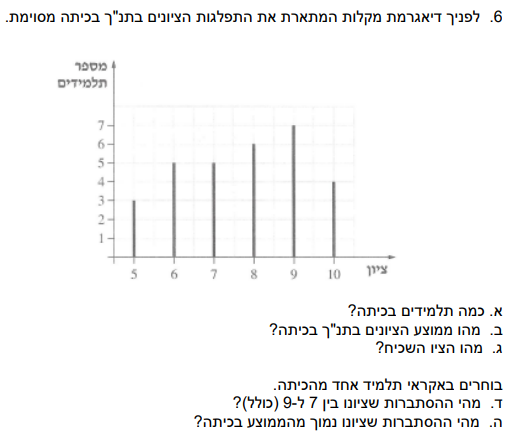 6. לפניך דיאגרמת מקלות המתארת את התפלגות הציונים בתנ"ך בכיתה מסוימת.
מספר
תלמידים
7
6
5
4
3
2
1
5 6 7 8 9 10 ציון
א. כמה תלמידים בכיתה?
ב. מהו ממוצע הציונים בתנ"ך בכיתה?
ג. מהו הציו השכיח?
בוחרים באקראי תלמיד אחד מהכיתה.
ד. מהי ההסתברות שציונו בין 7 ל-9 (כולל)?
ה. מהי ההסתברות שציונו נמוך מהממוצע בכיתה?